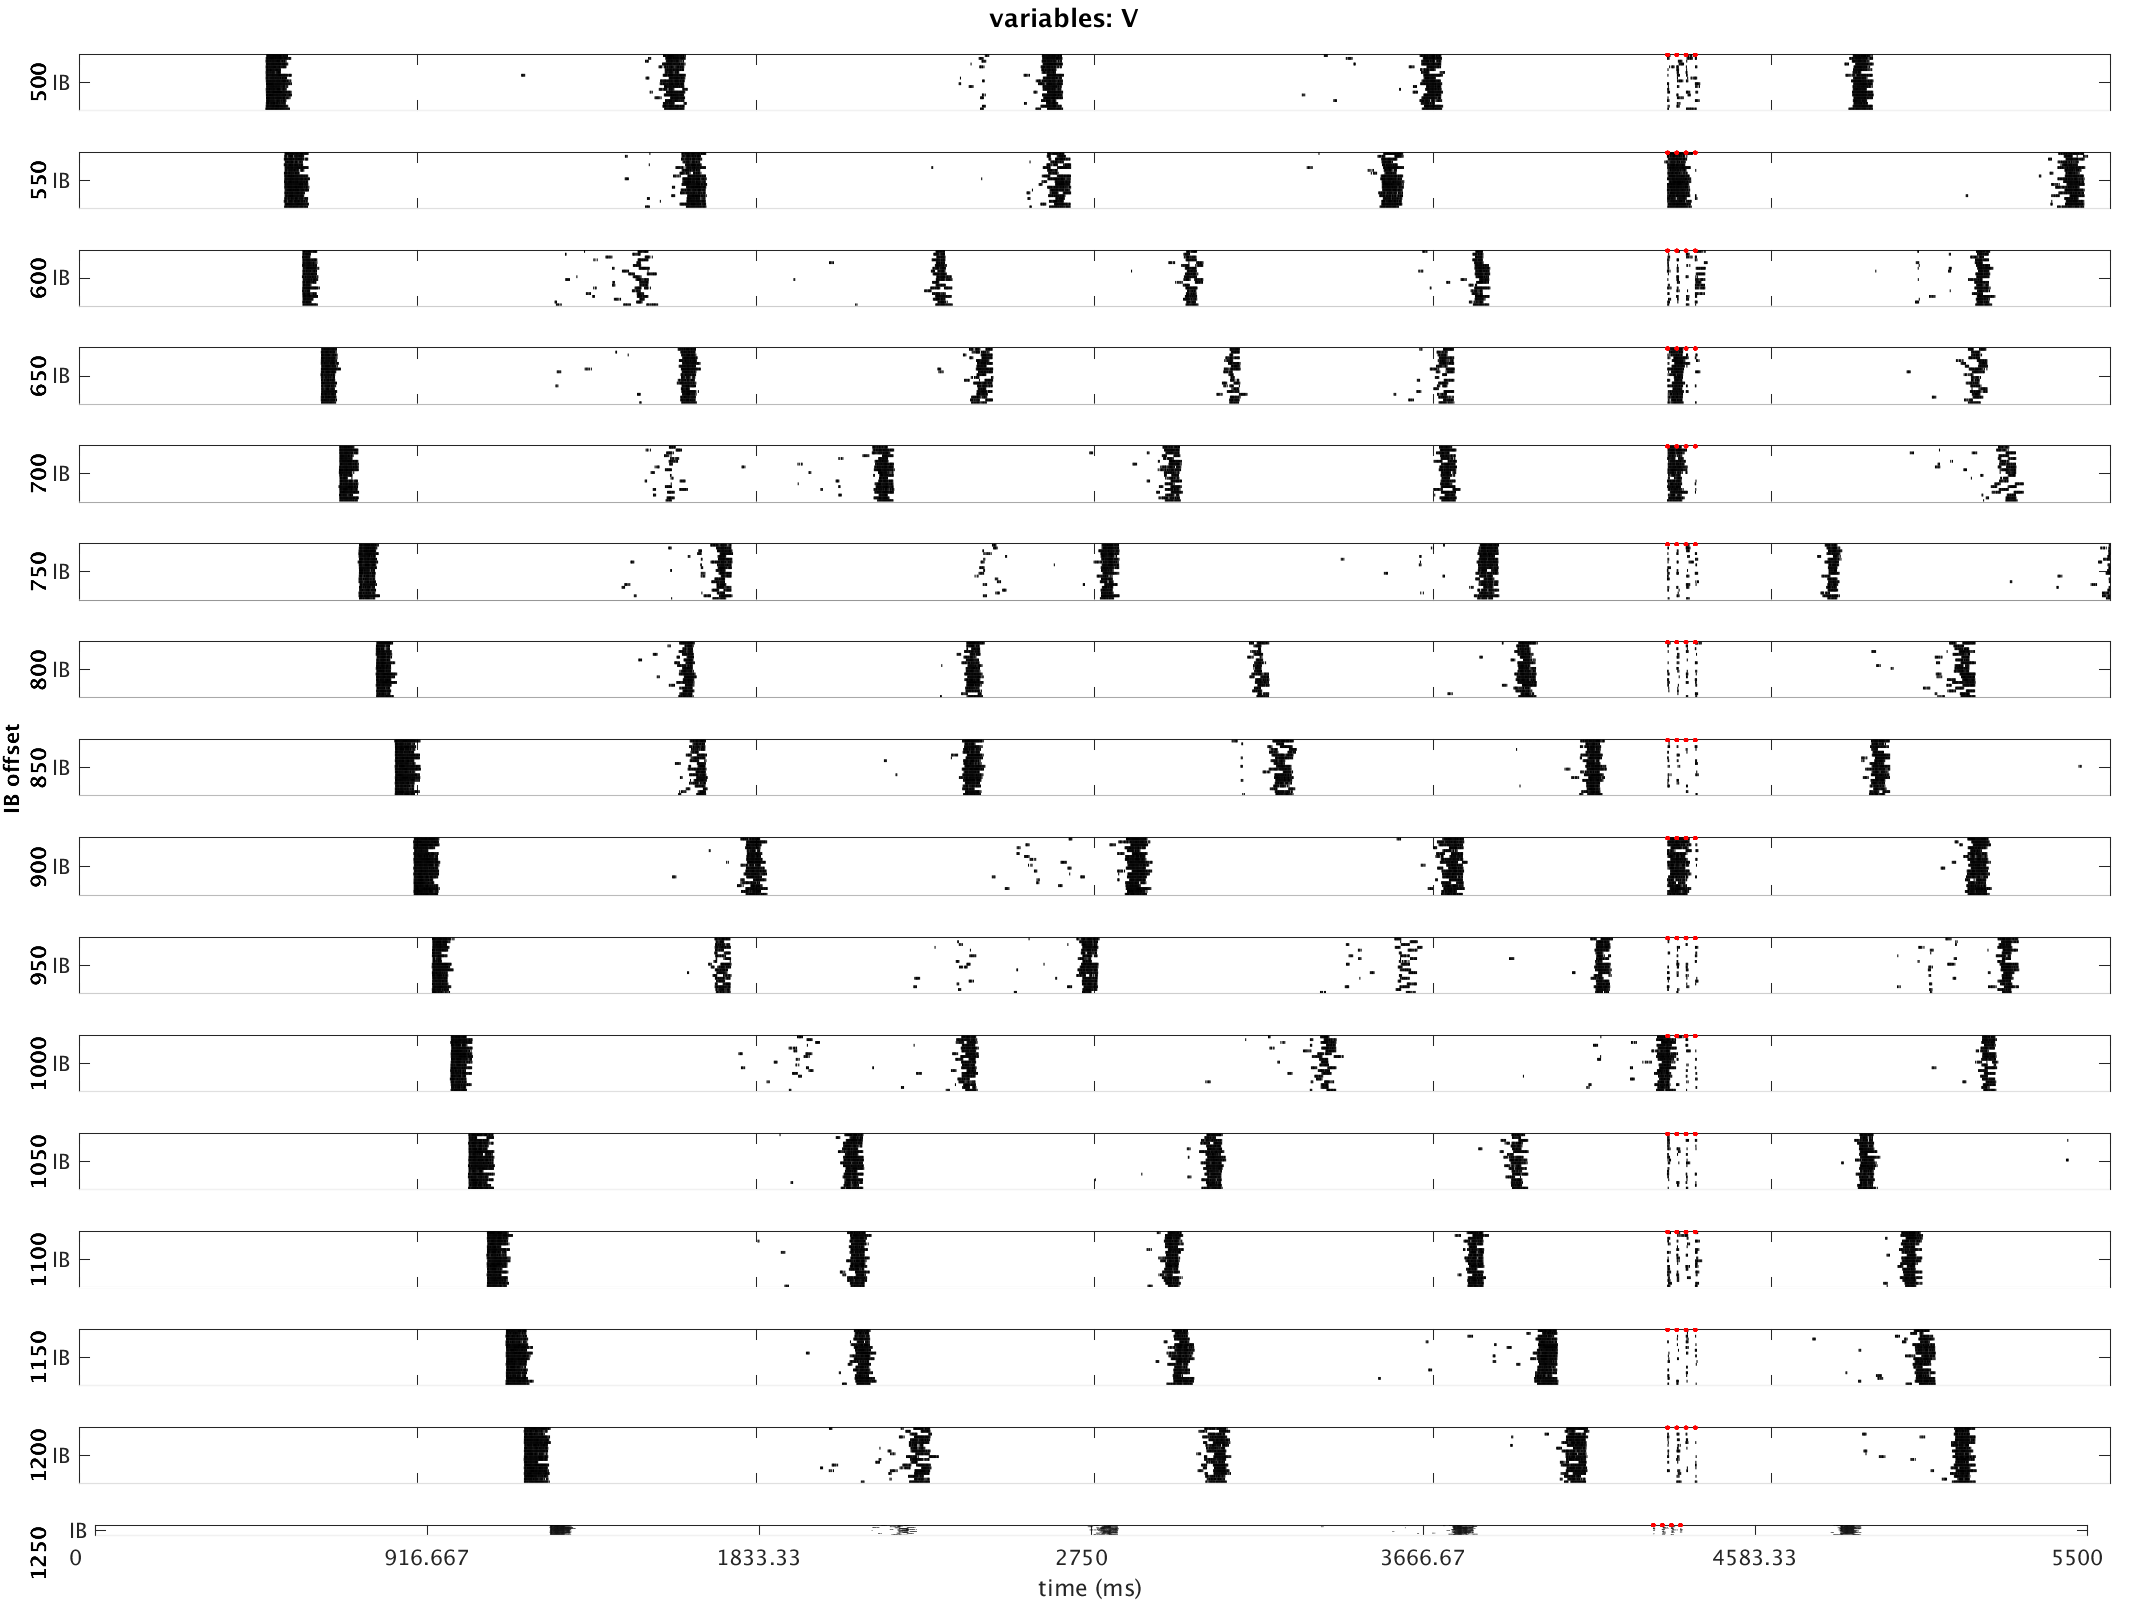 variables: V
500 IB
550 IB
600 IB
650 IB
700 IB
750 IB
800 IB
IB offset
850 IB
900 IB
950 IB
1000 IB
1050 IB
1100 IB
1150 IB
1200 IB
1250 IB
0 916.667 1833.33 2750 3666.67 4583.33 5500
time (ms)